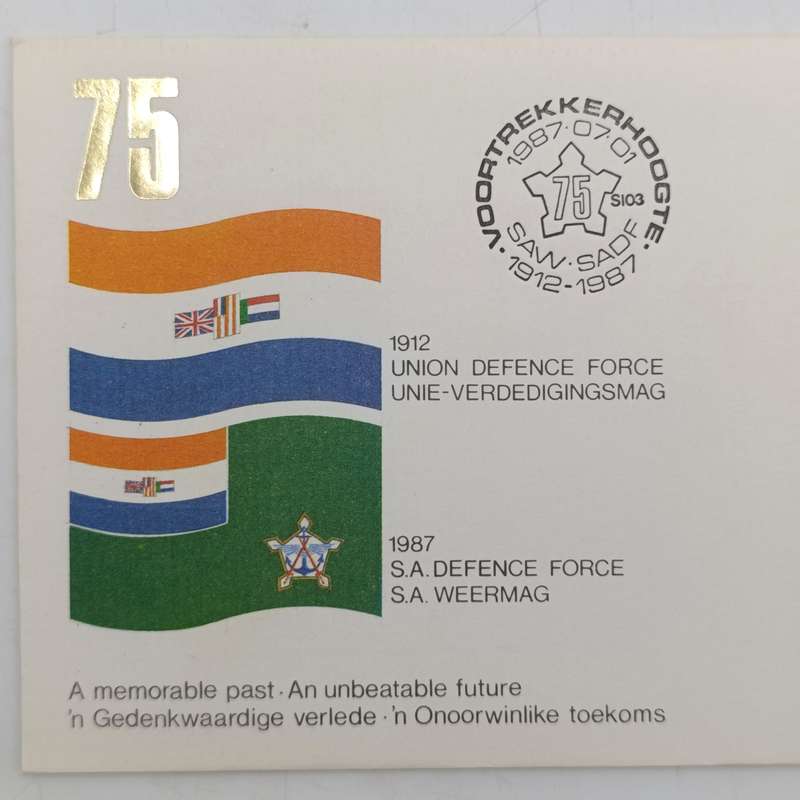 75
·VOORTREKKERHOOGTE·
1987·07·01
75
S103
SAW·SADF
1912-1987
1912
UNION DEFENCE FORCE
UNIE-VERDEDIGINGSMAG
1987
S.A. DEFENCE FORCE
S.A. WEERMAG
A memorable past · An unbeatable future
'n Gedenkwaardige verlede · 'n Onoorwinlike toekoms